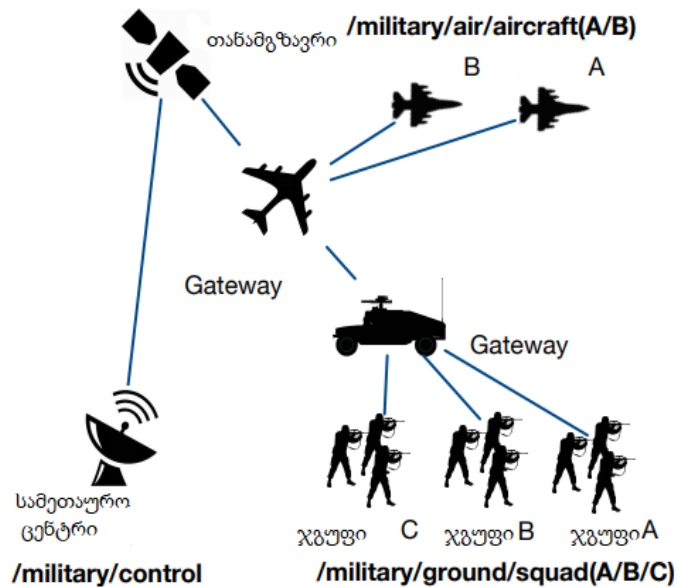 თანამგზავრი
/military/air/aircraft(A/B)
B
A
Gateway
Gateway
სამეთაურო
ცენტრი
ჯგუფი C
ჯგუფი B
ჯგუფი A
/military/control
/military/ground/squad(A/B/C)